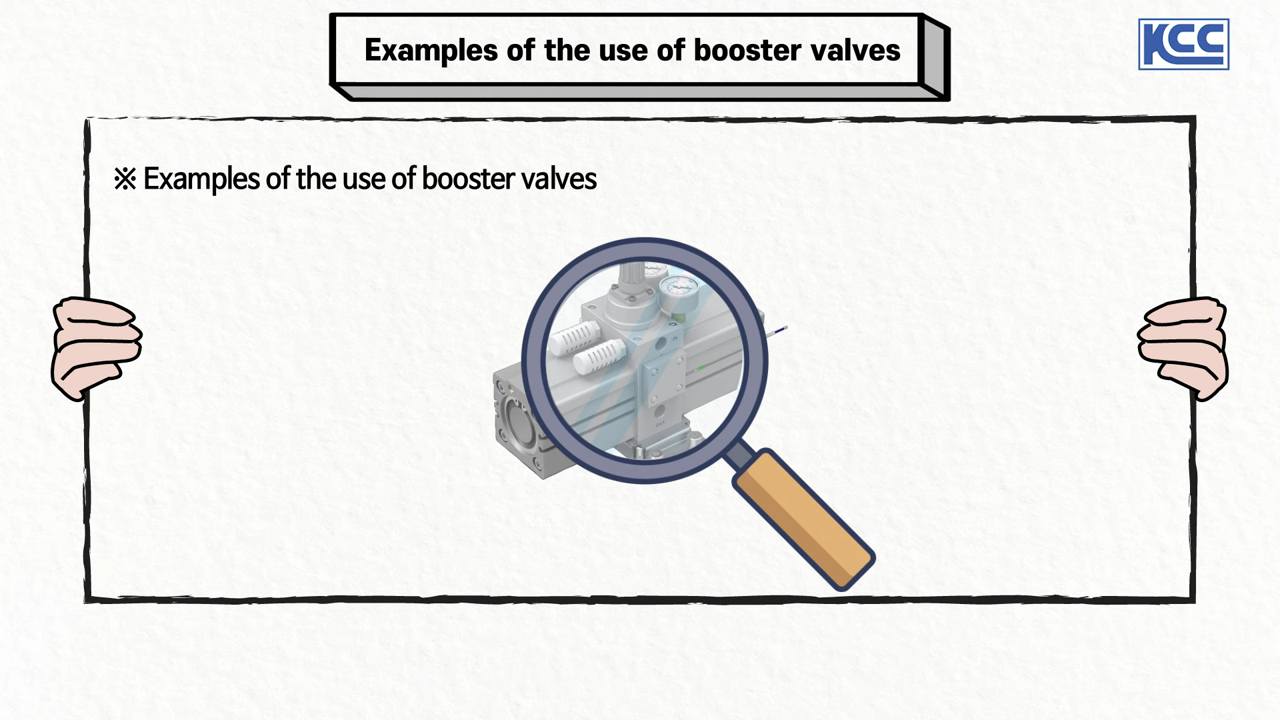 Examples of the use of booster valves
KCC
※ Examples of the use of booster valves